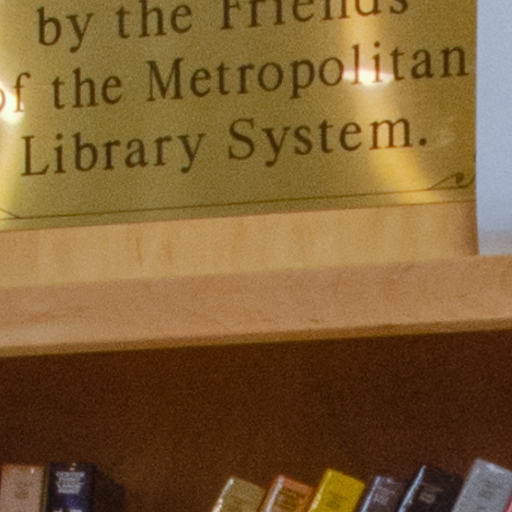 by the Friends
of the Metropolitan
Library System.